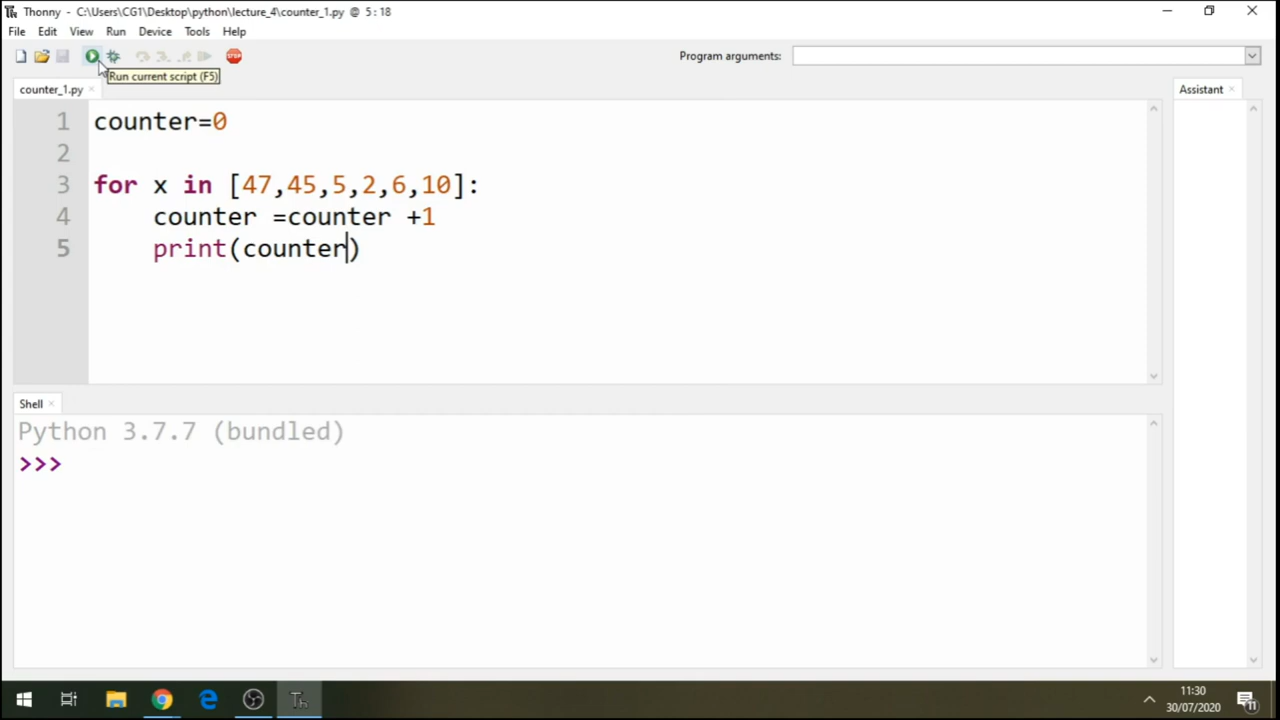 Thonny - C:\Users\CG1\Desktop\python\lecture_4\counter_1.py @ 5 : 18
File Edit View Run Device Tools Help
STOP
Program arguments:
Run current script (F5)
counter_1.py
Assistant
1 counter=0
2
3 for x in [47,45,5,2,6,10]:
4 counter =counter +1
5 print(counter)
Shell
Python 3.7.7 (bundled)
>>>
Th
11:30
30/07/2020
11